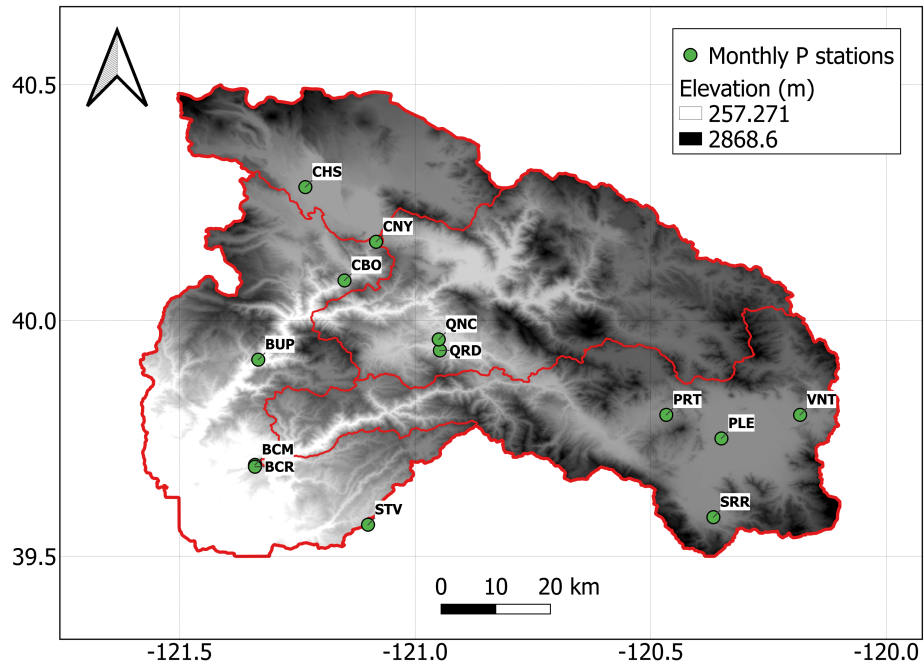 Monthly P stations
Elevation (m)
257.271
2868.6
40.5
CHS
CNY
CBO
40.0
QNC
BUP
QRD
PRT
VNT
PLE
BCM
BCR
STV
SRR
39.5
0 10 20 km
-121.5 -121.0 -120.5 -120.0